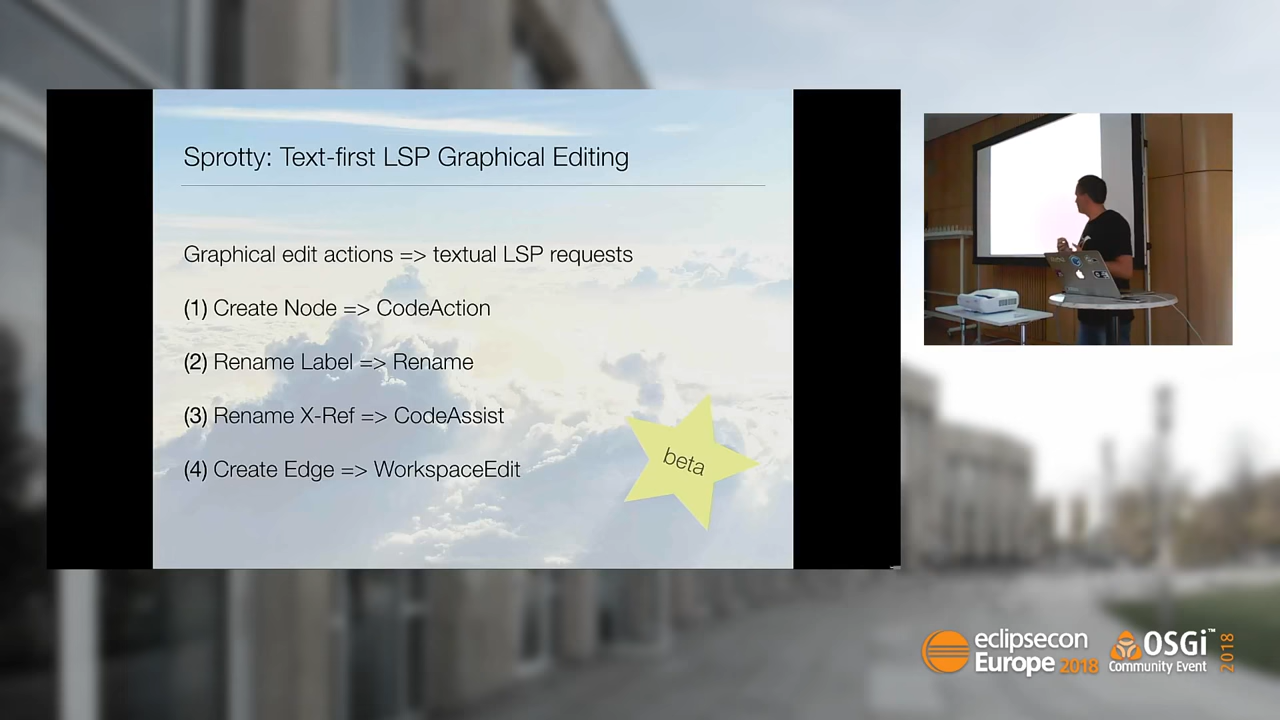 Sprotty: Text-first LSP Graphical Editing
Graphical edit actions => textual LSP requests
(1) Create Node => CodeAction
(2) Rename Label => Rename
(3) Rename X-Ref => CodeAssist
(4) Create Edge => WorkspaceEdit
beta
eclipsecon
Europe 2018
OSGi™
Community Event
2018